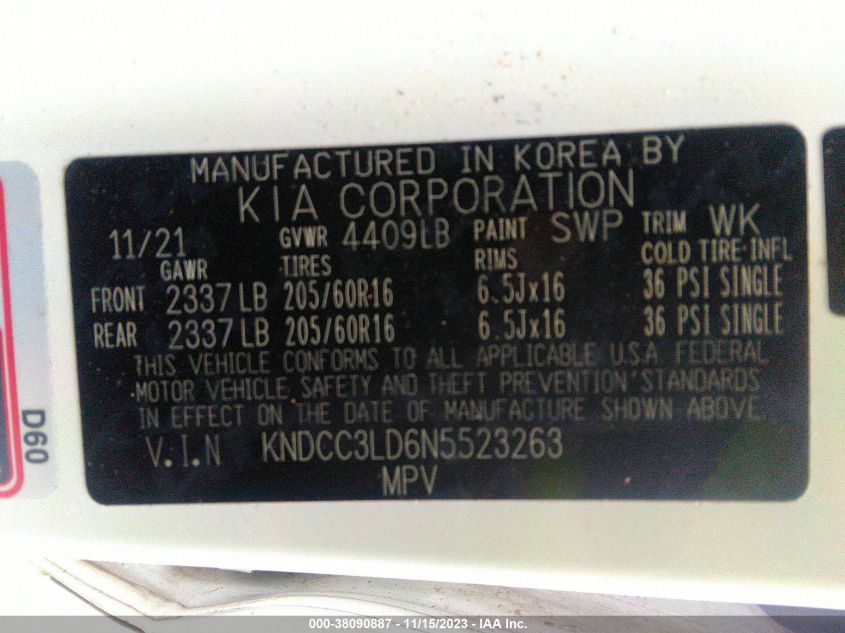 MANUFACTURED IN KOREA BY
KIA CORPORATION
11/21 GVWR 4409LB PAINT SWP TRIM WK
GAWR TIRES RIMS COLD TIRE-INFL
FRONT 2337LB 205/60R16 6.5Jx16 36 PSI SINGLE
REAR 2337LB 205/60R16 6.5Jx16 36 PSI SINGLE
THIS VEHICLE CONFORMS TO ALL APPLICABLE U.S.A FEDERAL
MOTOR VEHICLE SAFETY AND THEFT PREVENTION STANDARDS
IN EFFECT ON THE DATE OF MANUFACTURE SHOWN ABOVE.
V.I.N KNDCC3LD6N5523263
MPV
D60
000-38090887 - 11/15/2023 - © IAA Inc.